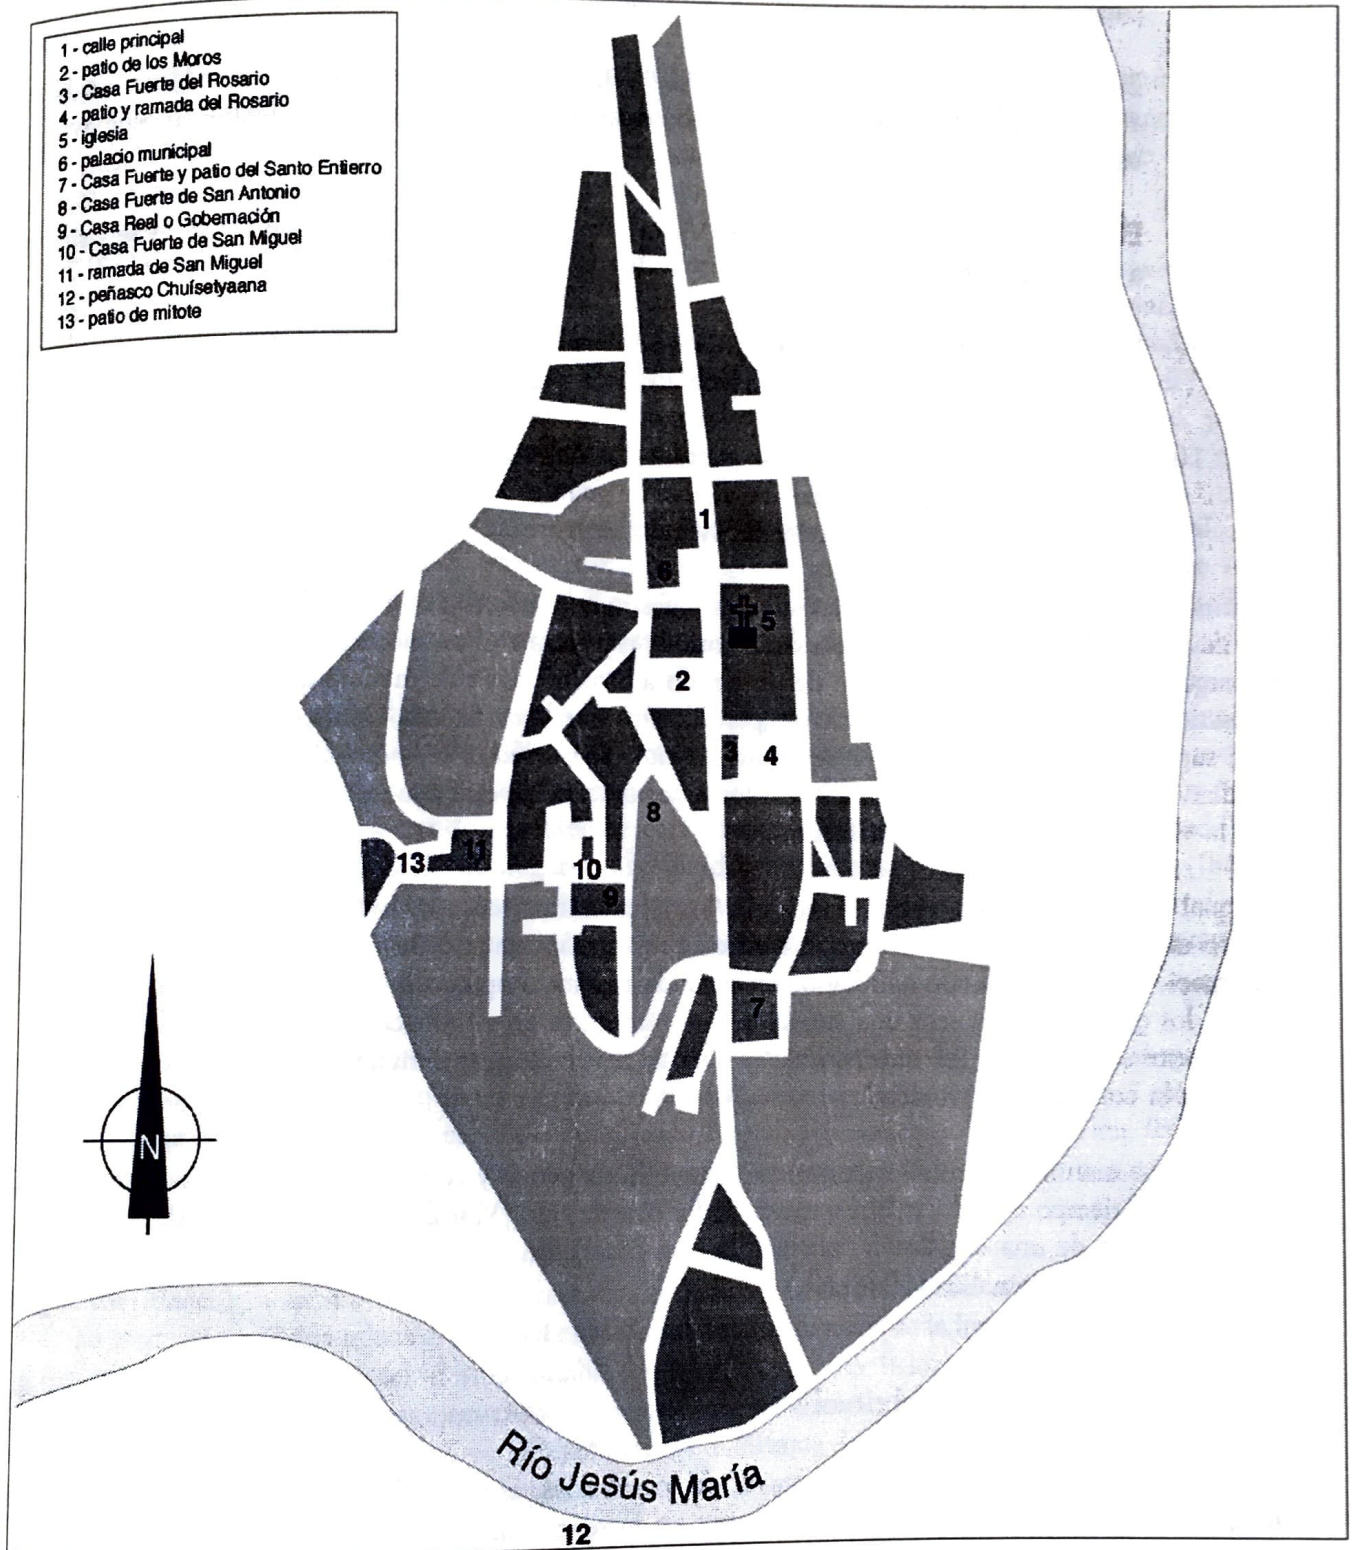 1 - calle principal
2 - patio de los Moros
3 - Casa Fuerte del Rosario
4 - patio y ramada del Rosario
5 - iglesia
6 - palacio municipal
7 - Casa Fuerte y patio del Santo Entierro
8 - Casa Fuerte de San Antonio
9 - Casa Real o Gobernación
10 - Casa Fuerte de San Miguel
11 - ramada de San Miguel
12 - peñasco Chuísetyaana
13 - patio de mitote
1
6
5
2
3
4
8
11
13
10
9
7
N
Río Jesús María
12